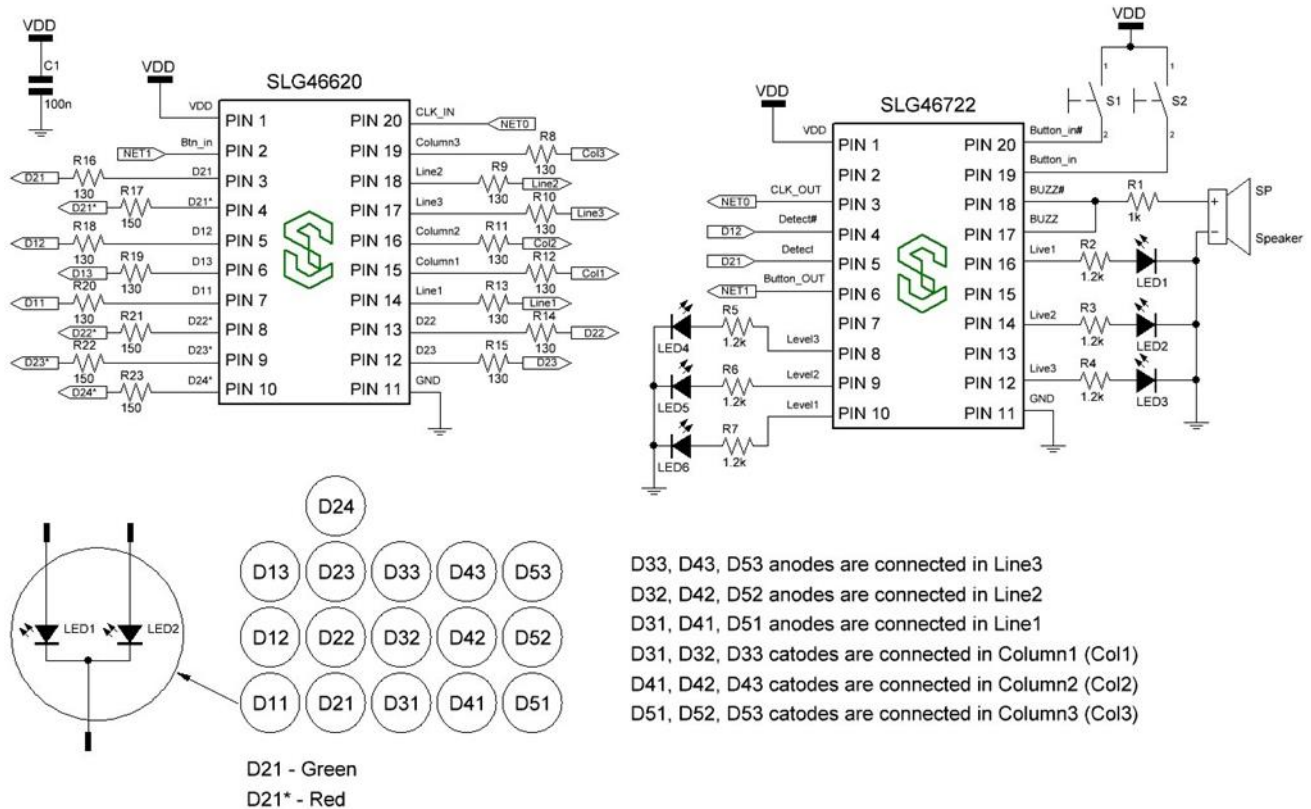 VDD
C1
100n
VDD
SLG46620
VDD
PIN 1
PIN 20
CLK_IN
NET0
NET1
Btn_in
PIN 2
PIN 19
Column3
R8
130
Col3
D21
R16
130
D21
PIN 3
PIN 18
Line2
R9
130
Line2
D21*
R17
150
D21*
PIN 4
PIN 17
Line3
R10
130
Line3
D12
R18
130
D12
PIN 5
PIN 16
Column2
R11
130
Col2
D13
R19
130
D13
PIN 6
PIN 15
Column1
R12
130
Col1
D11
R20
130
D11
PIN 7
PIN 14
Line1
R13
130
Line1
D22*
R21
150
D22*
PIN 8
PIN 13
D22
R14
130
D22
D23*
R22
150
D23*
PIN 9
PIN 12
D23
R15
130
D23
D24*
R23
150
D24*
PIN 10
PIN 11
GND
VDD
1
1
S1
S2
2
2
VDD
SLG46722
VDD
PIN 1
PIN 20
Button_in#
PIN 2
PIN 19
Button_in
NET0
CLK_OUT
PIN 3
PIN 18
BUZZ#
R1
1k
+
-
SP
Speaker
D12
Detect#
PIN 4
PIN 17
BUZZ
D21
Detect
PIN 5
PIN 16
Live1
R2
1.2k
LED1
NET1
Button_OUT
PIN 6
PIN 15
PIN 7
PIN 14
Live2
R3
1.2k
LED2
LED4
R5
1.2k
Level3
PIN 8
PIN 13
LED5
R6
1.2k
Level2
PIN 9
PIN 12
Live3
R4
1.2k
LED3
LED6
R7
1.2k
Level1
PIN 10
PIN 11
GND
LED1
LED2
D24
D13 D23 D33 D43 D53
D12 D22 D32 D42 D52
D11 D21 D31 D41 D51
D21 - Green
D21* - Red
D33, D43, D53 anodes are connected in Line3
D32, D42, D52 anodes are connected in Line2
D31, D41, D51 anodes are connected in Line1
D31, D32, D33 catodes are connected in Column1 (Col1)
D41, D42, D43 catodes are connected in Column2 (Col2)
D51, D52, D53 catodes are connected in Column3 (Col3)